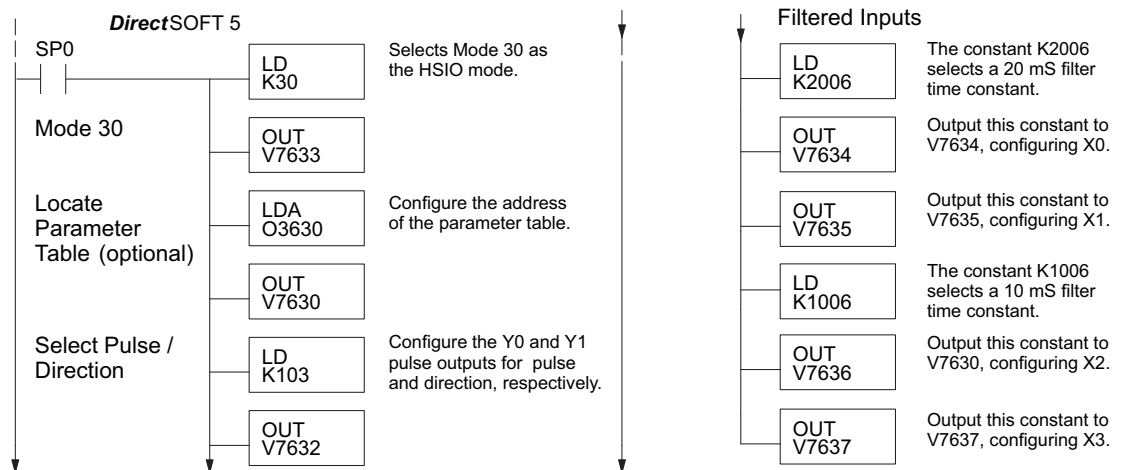 DirectSOFT 5
SP0
LD
K30
Selects Mode 30 as
the HSIO mode.
Mode 30
OUT
V7633
Locate
Parameter
Table (optional)
LDA
O3630
Configure the address
of the parameter table.
OUT
V7630
Select Pulse /
Direction
LD
K103
Configure the Y0 and Y1
pulse outputs for pulse
and direction, respectively.
OUT
V7632
Filtered Inputs
LD
K2006
The constant K2006
selects a 20 mS filter
time constant.
OUT
V7634
Output this constant to
V7634, configuring X0.
OUT
V7635
Output this constant to
V7635, configuring X1.
LD
K1006
The constant K1006
selects a 10 mS filter
time constant.
OUT
V7636
Output this constant to
V7630, configuring X2.
OUT
V7637
Output this constant to
V7637, configuring X3.